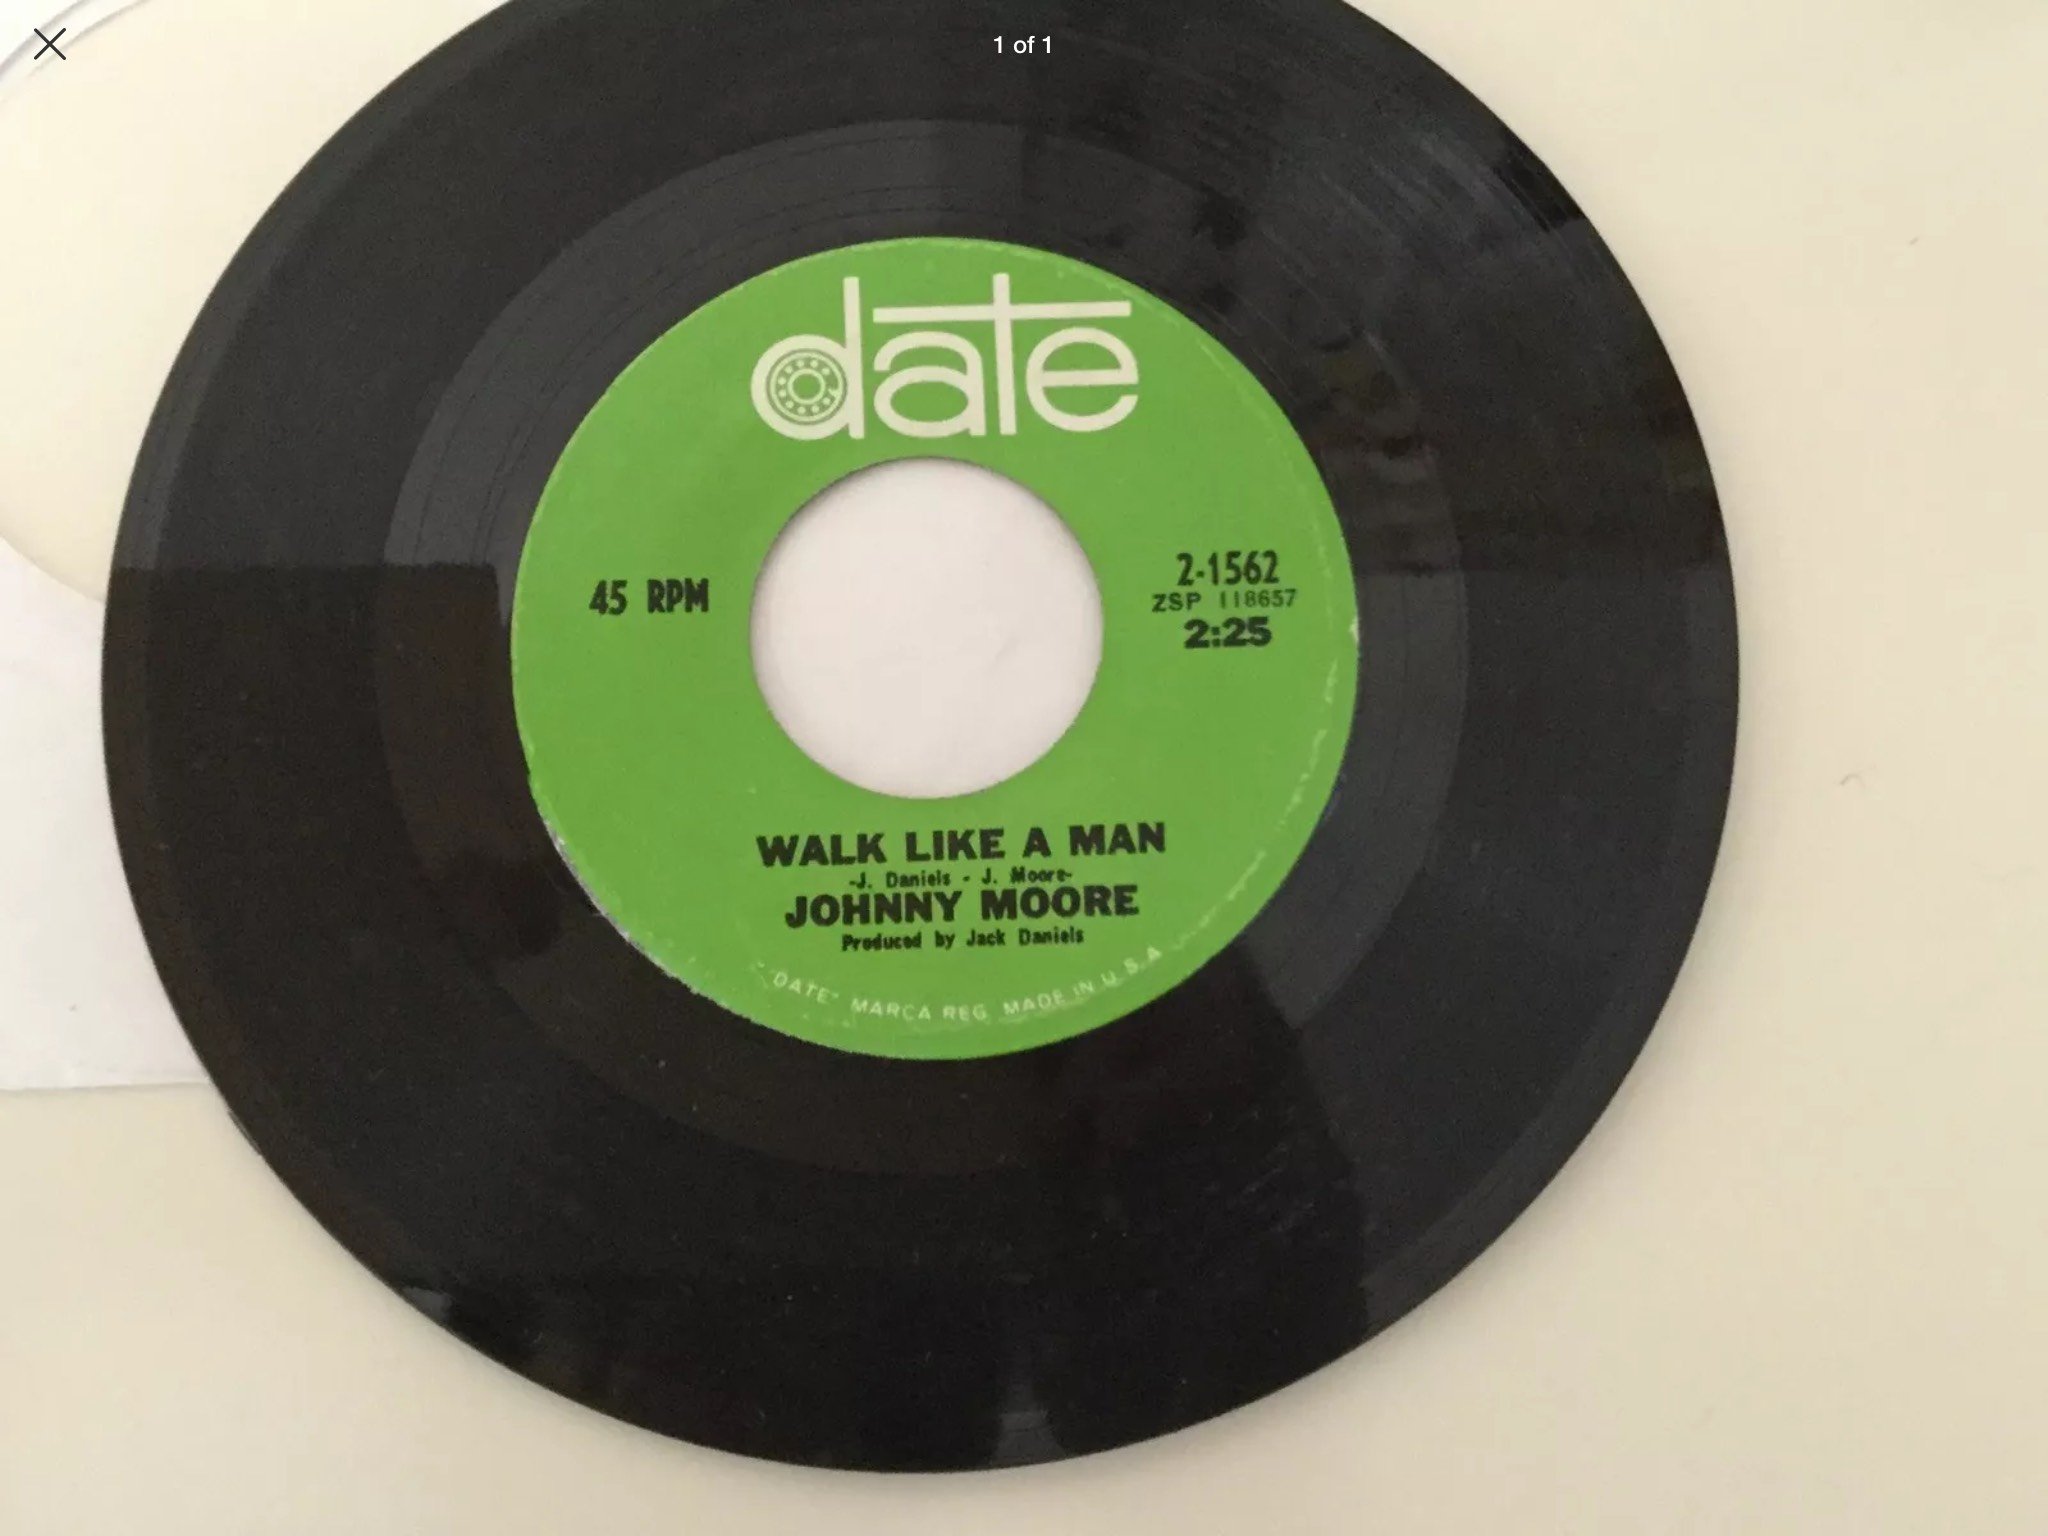 1 of 1
date
45 RPM
2-1562
ZSP 118657
2:25
WALK LIKE A MAN
-J. Daniels - J. Moore-
JOHNNY MOORE
Produced by Jack Daniels
"DATE" MARCA REG. MADE IN U.S.A